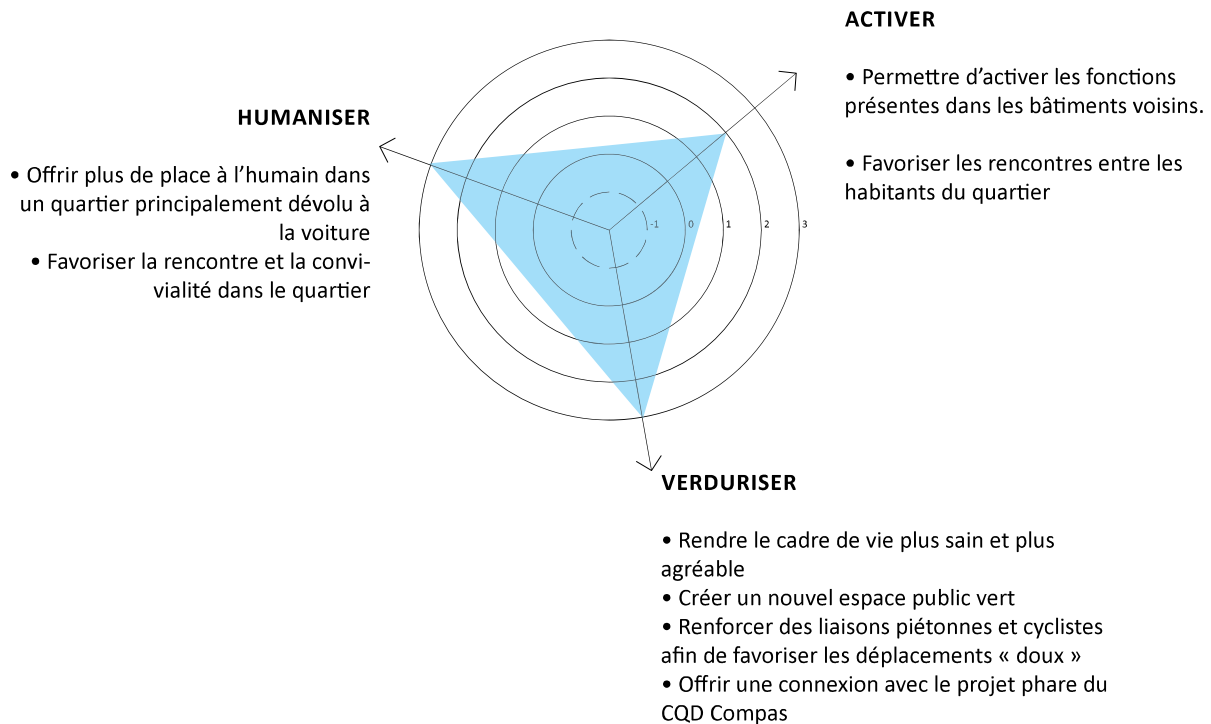 HUMANISER
• Offrir plus de place à l’humain dans
un quartier principalement dévolu à
la voiture
• Favoriser la rencontre et la convi-
vialité dans le quartier
ACTIVER
• Permettre d’activer les fonctions
présentes dans les bâtiments voisins.
• Favoriser les rencontres entre les
habitants du quartier
-1 0 1 2 3
VERDURISER
• Rendre le cadre de vie plus sain et plus
agréable
• Créer un nouvel espace public vert
• Renforcer des liaisons piétonnes et cyclistes
afin de favoriser les déplacements « doux »
• Offrir une connexion avec le projet phare du
CQD Compas